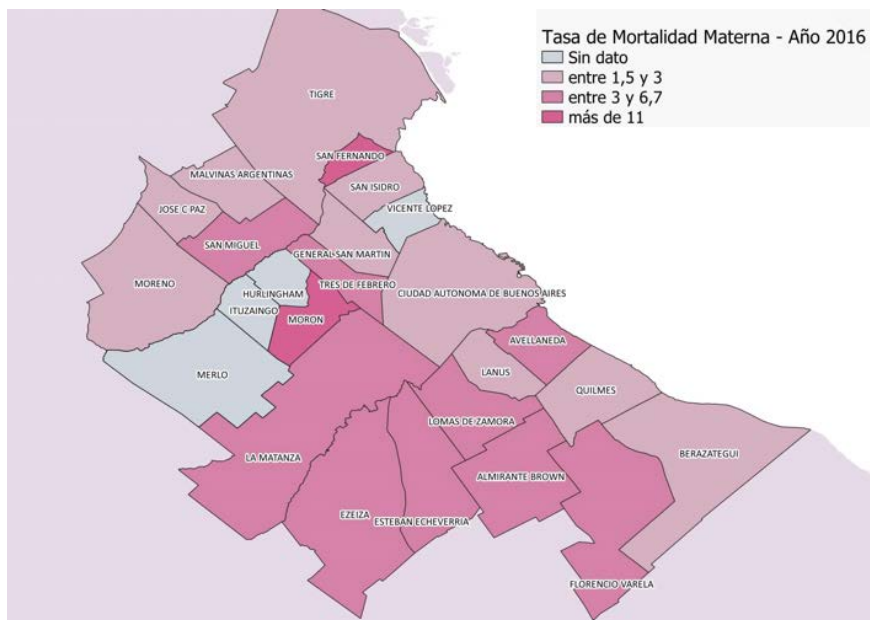 Tasa de Mortalidad Materna - Año 2016
Sin dato
entre 1,5 y 3
entre 3 y 6,7
más de 11
TIGRE
SAN FERNANDO
MALVINAS ARGENTINAS
SAN ISIDRO
VICENTE LOPEZ
JOSE C PAZ
SAN MIGUEL
GENERAL SAN MARTIN
MORENO
TRES DE FEBRERO
HURLINGHAM
CIUDAD AUTONOMA DE BUENOS AIRES
ITUZAINGO
MORON
AVELLANEDA
MERLO
LANUS
QUILMES
LOMAS DE ZAMORA
BERAZATEGUI
LA MATANZA
ALMIRANTE BROWN
EZEIZA
ESTEBAN ECHEVERRIA
FLORENCIO VARELA